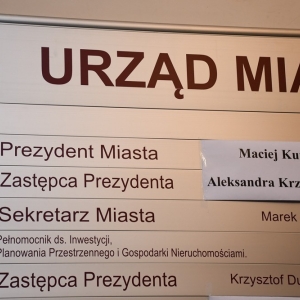 URZĄD MIA
Prezydent Miasta Maciej Ku
Zastępca Prezydenta Aleksandra Krz
Sekretarz Miasta Marek
Pełnomocnik ds. Inwestycji,
Planowania Przestrzennego i Gospodarki Nieruchomościami.
Zastępca Prezydenta Krzysztof Du